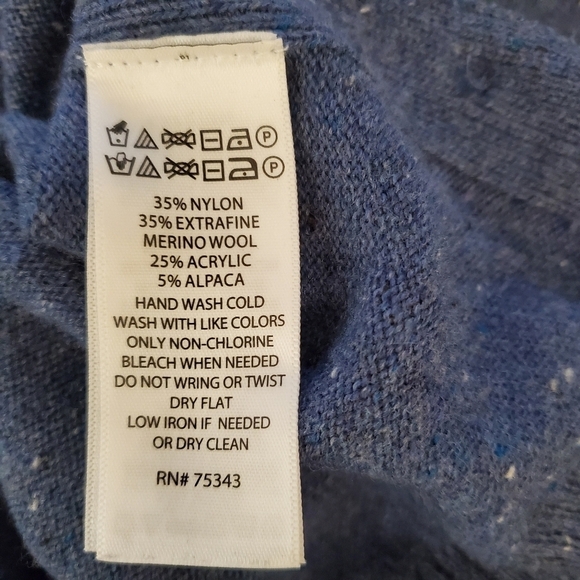 35% NYLON
35% EXTRAFINE
MERINO WOOL
25% ACRYLIC
5% ALPACA
HAND WASH COLD
WASH WITH LIKE COLORS
ONLY NON-CHLORINE
BLEACH WHEN NEEDED
DO NOT WRING OR TWIST
DRY FLAT
LOW IRON IF NEEDED
OR DRY CLEAN
RN# 75343